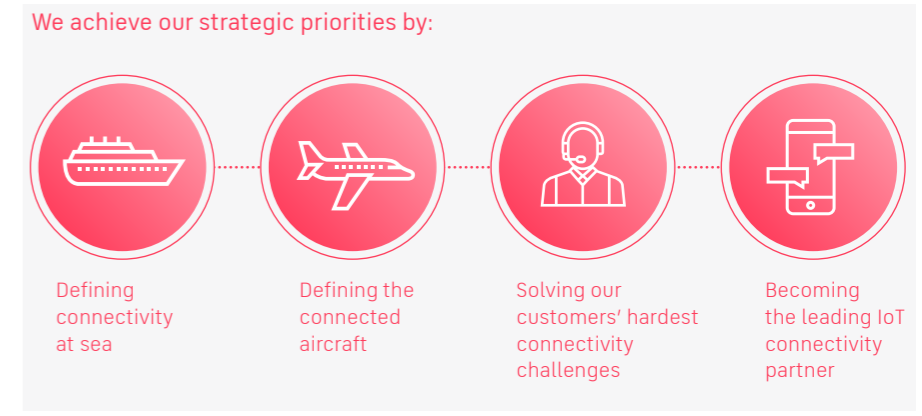 We achieve our strategic priorities by:
Defining
connectivity
at sea
Defining the
connected
aircraft
Solving our
customers’ hardest
connectivity
challenges
Becoming
the leading IoT
connectivity
partner